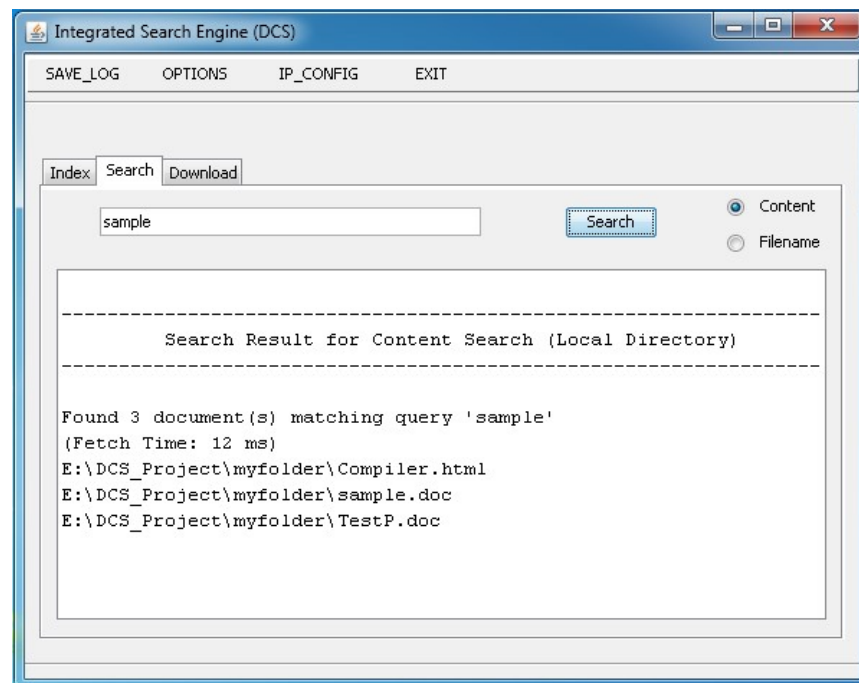 Integrated Search Engine (DCS)
SAVE_LOG OPTIONS IP_CONFIG EXIT
Index Search Download
sample Search Content
Filename
--------------------------------------------------------------------
Search Result for Content Search (Local Directory)
--------------------------------------------------------------------
Found 3 document(s) matching query 'sample'
(Fetch Time: 12 ms)
E:\DCS_Project\myfolder\Compiler.html
E:\DCS_Project\myfolder\sample.doc
E:\DCS_Project\myfolder\TestP.doc